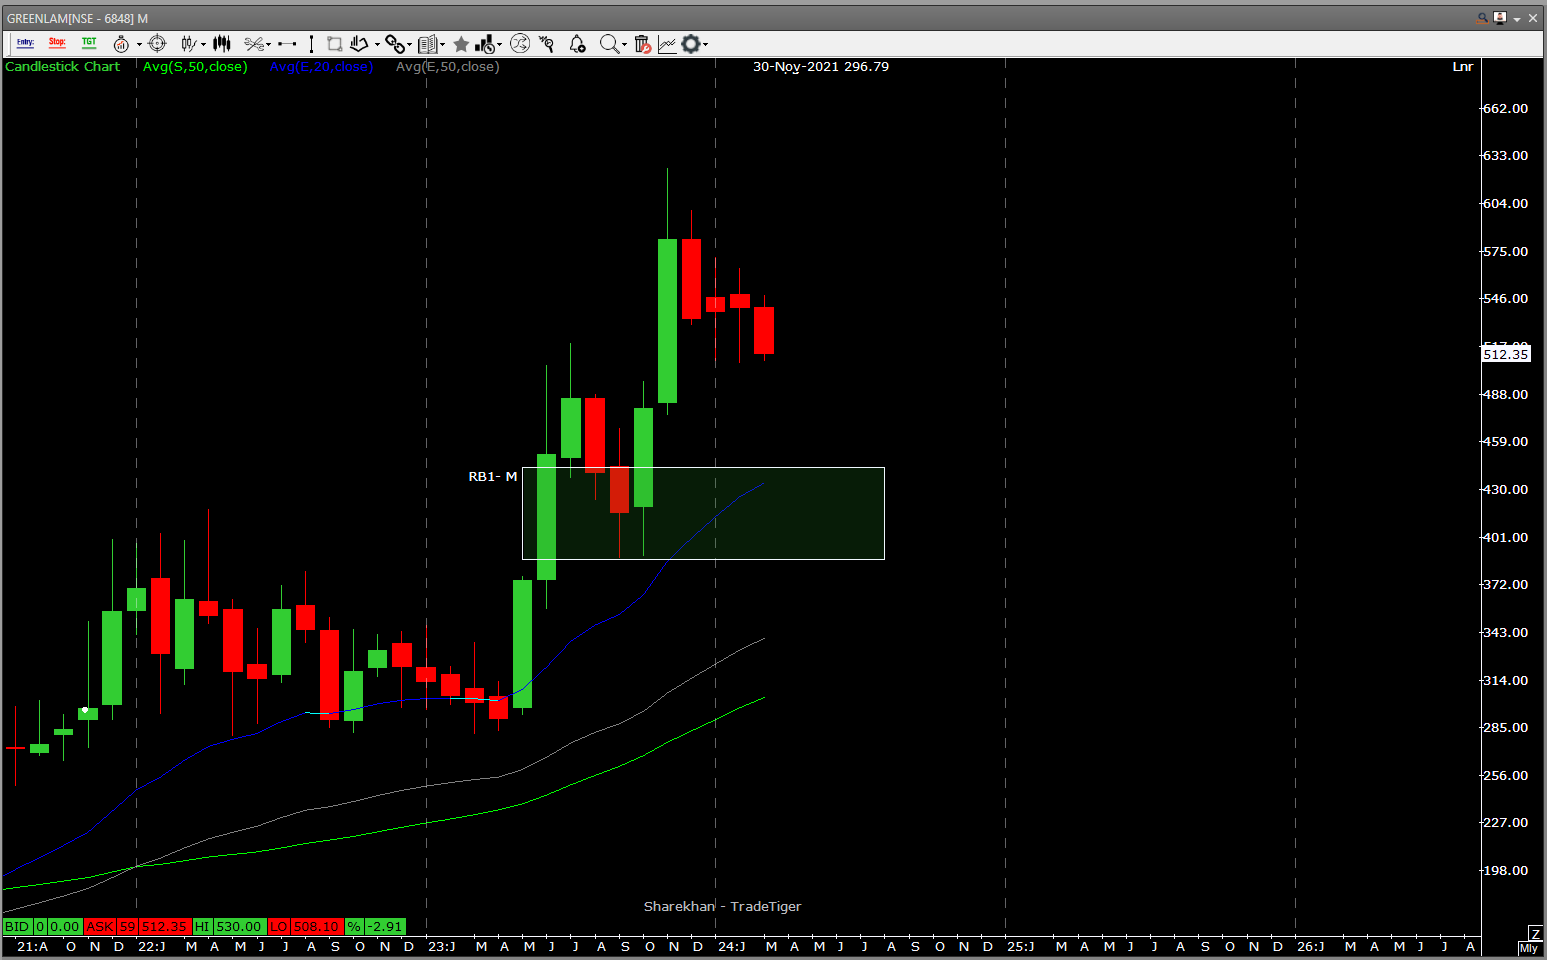 GREENLAM[NSE - 6848] M
Entry: Stop: TGT
Candlestick Chart Avg(S,50,close) Avg(E,20,close) Avg(E,50,close) 30-Nov-2021 296.79 Lnr
662.00
633.00
604.00
575.00
546.00
512.35
488.00
459.00
RB1- M
430.00
401.00
372.00
343.00
314.00
285.00
256.00
227.00
198.00
Sharekhan - TradeTiger
BID 0 0.00 ASK 59 512.35 HI 530.00 LO 508.10 % -2.91
21:A O N D 22:J M A M J J A S O N D 23:J M A M J J A S O N D 24:J M A M J J A S O N D 25:J M A M J J A S O N D 26:J M A M J J A
Z
Mly